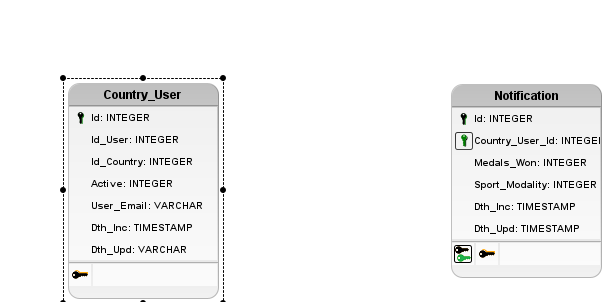 Country_User
Id: INTEGER
Id_User: INTEGER
Id_Country: INTEGER
Active: INTEGER
User_Email: VARCHAR
Dth_Inc: TIMESTAMP
Dth_Upd: VARCHAR
Notification
Id: INTEGER
Country_User_Id: INTEGE
Medals_Won: INTEGER
Sport_Modality: INTEGER
Dth_Inc: TIMESTAMP
Dth_Upd: TIMESTAMP